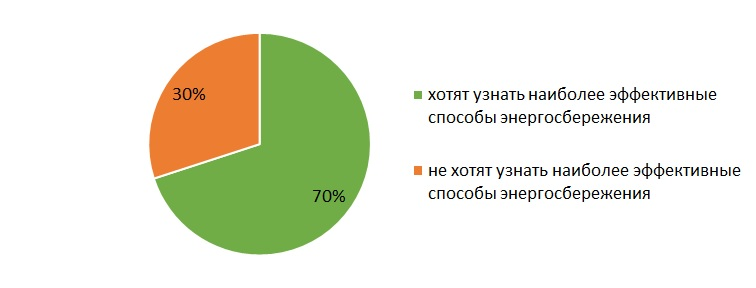 30%
70%
хотят узнать наиболее эффективные
способы энергосбережения
не хотят узнать наиболее эффективные
способы энергосбережения